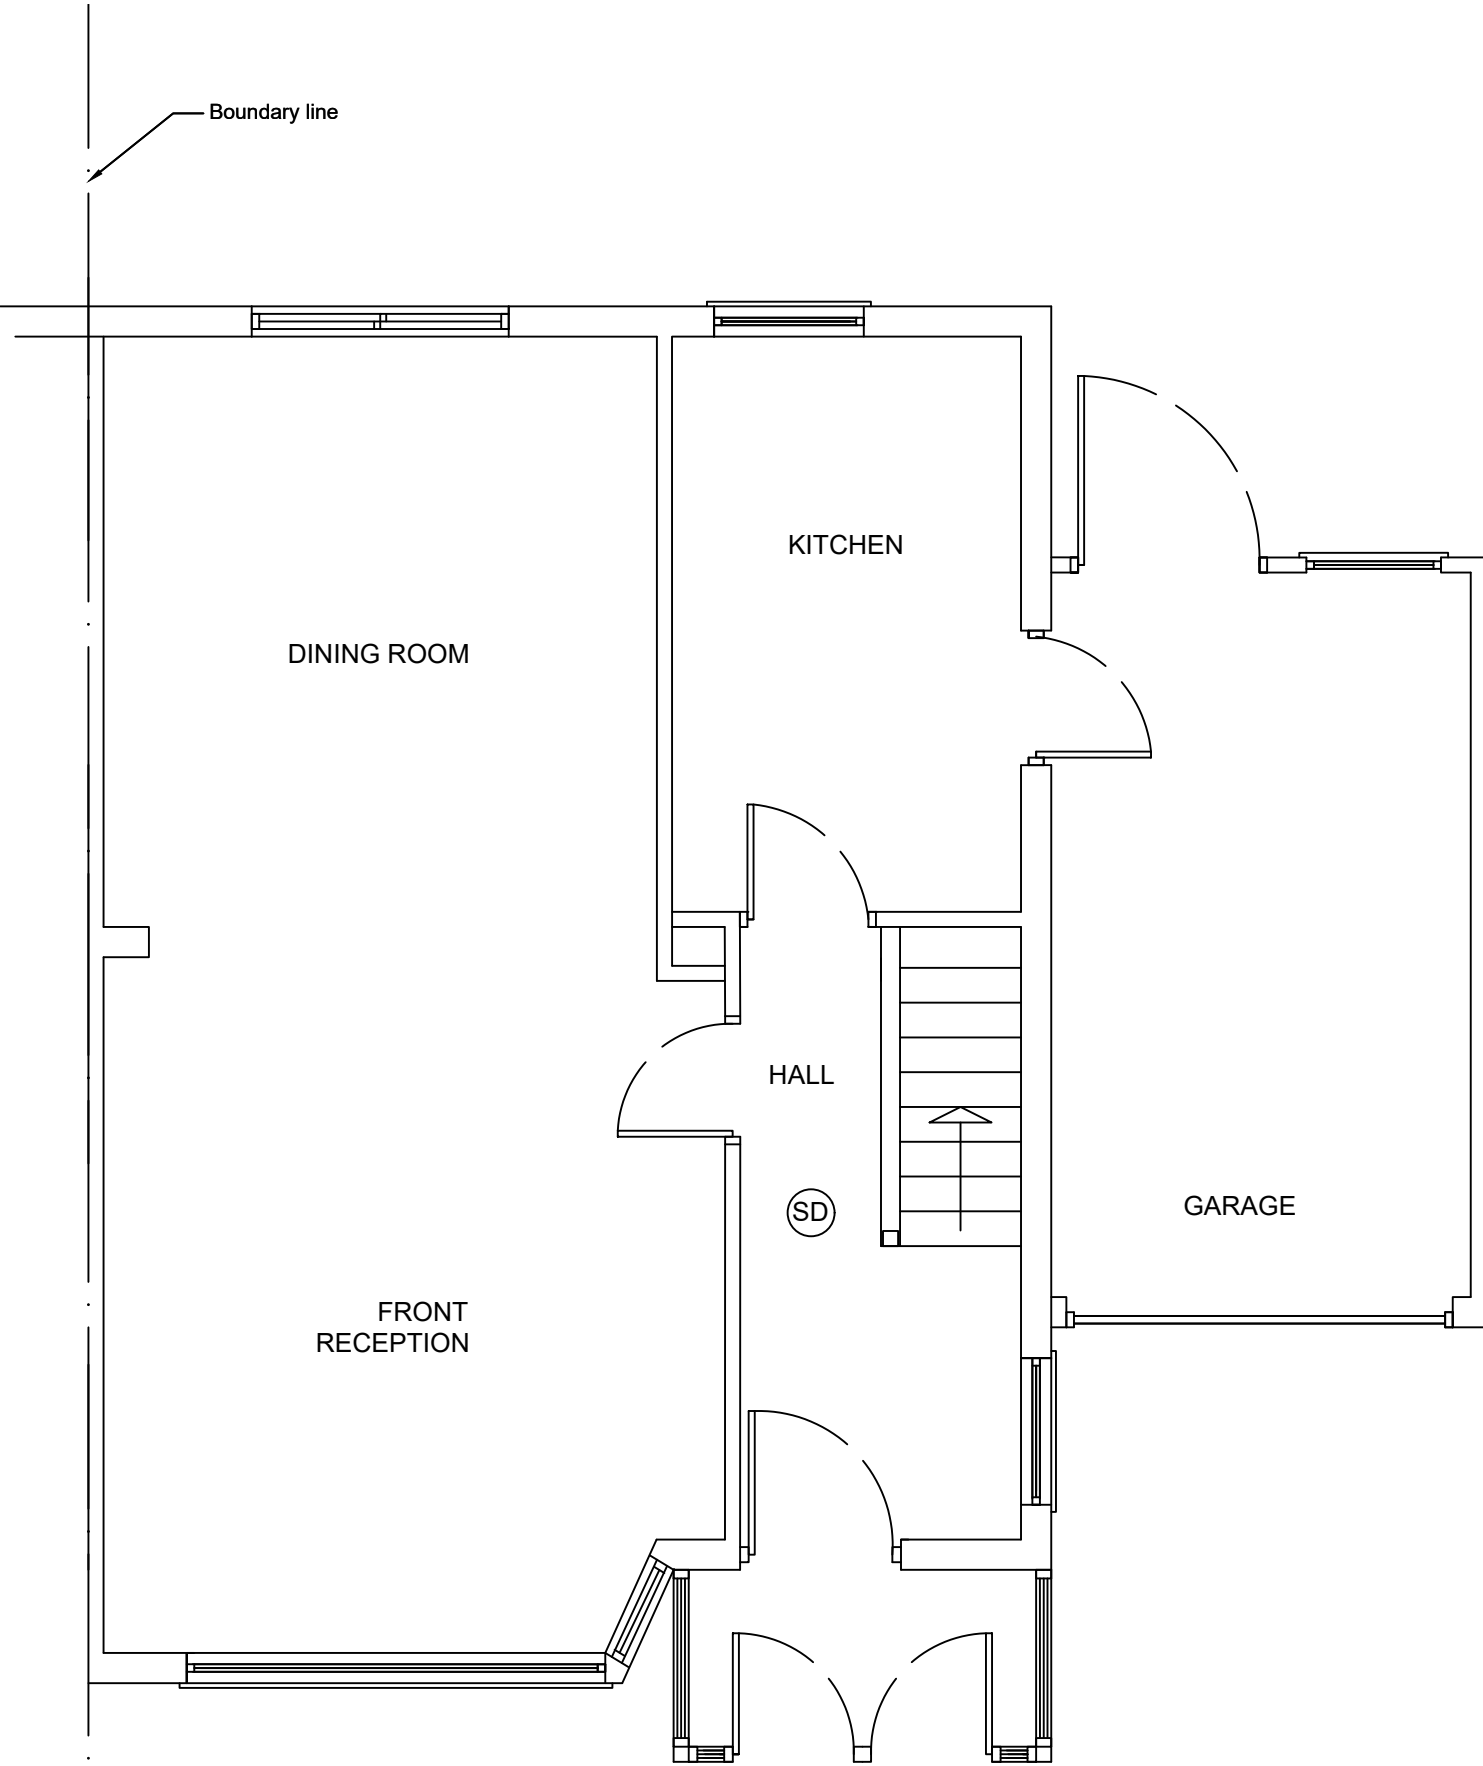 Boundary line
KITCHEN
DINING ROOM
HALL
SD
GARAGE
FRONT
RECEPTION